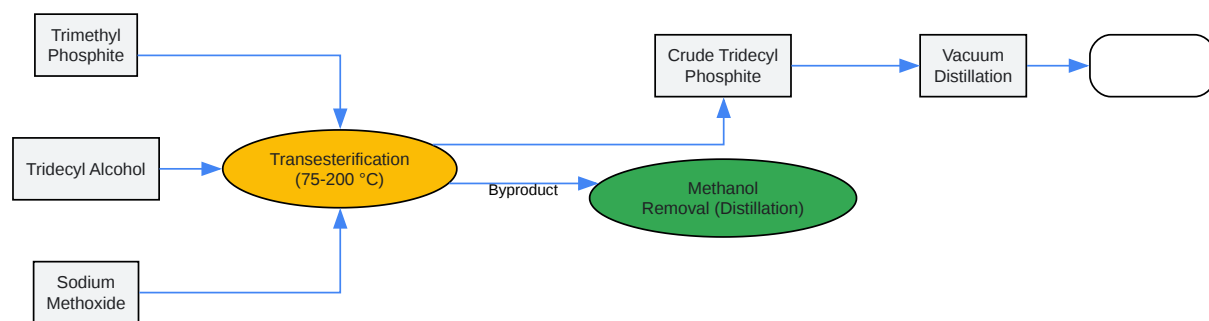 Trimethyl
Phosphite
Crude Tridecyl
Phosphite
Vacuum
Distillation
Tridecyl Alcohol
Transesterification
(75-200 °C)
Byproduct
Methanol
Removal (Distillation)
Sodium
Methoxide